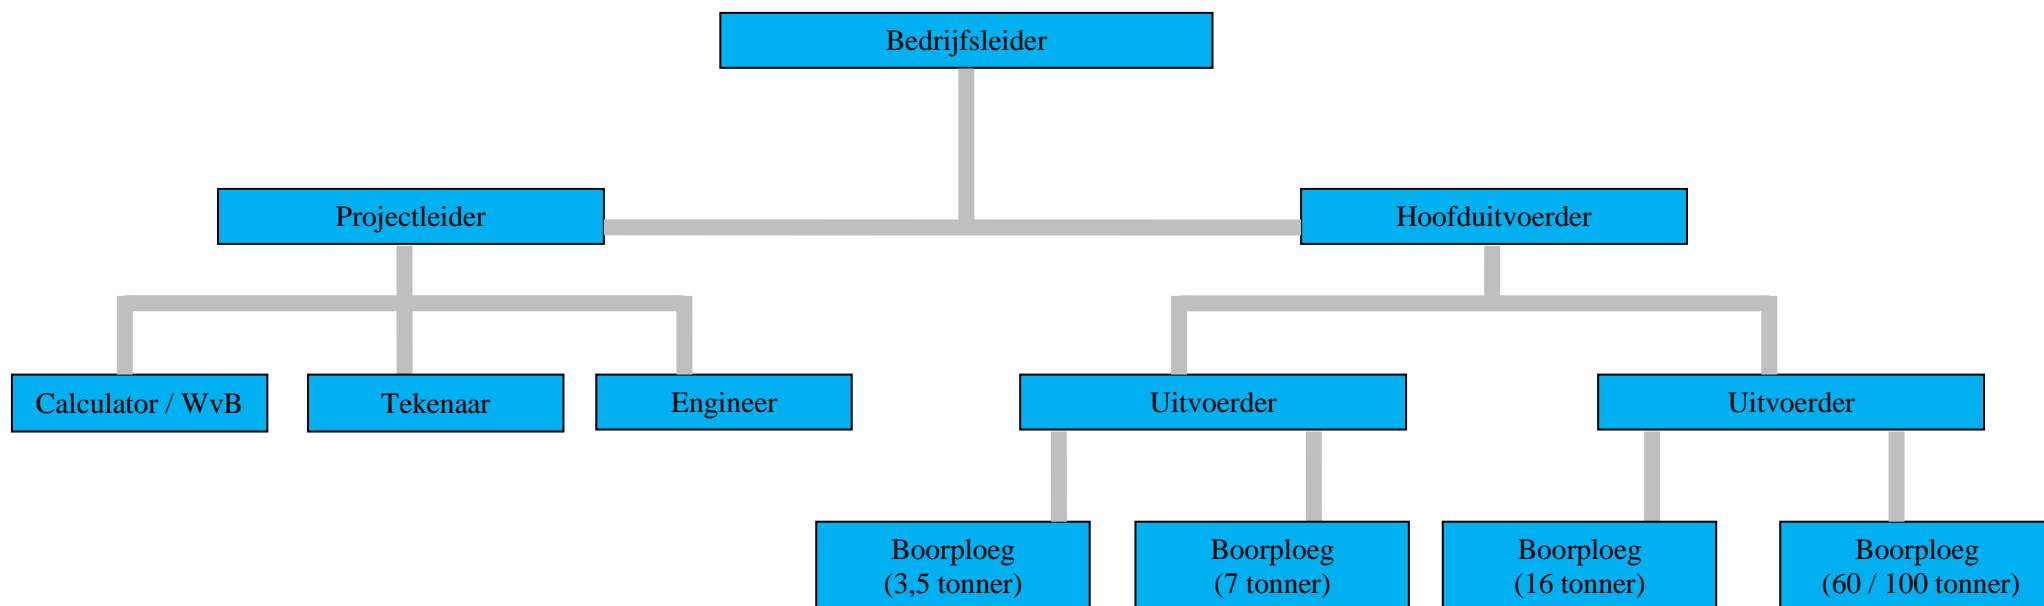 Bedrijfsleider
Projectleider
Hoofduitvoerder
Calculator / WvB
Tekenaar
Engineer
Uitvoerder
Uitvoerder
Boorploeg
(3,5 tonner)
Boorploeg
(7 tonner)
Boorploeg
(16 tonner)
Boorploeg
(60 / 100 tonner)